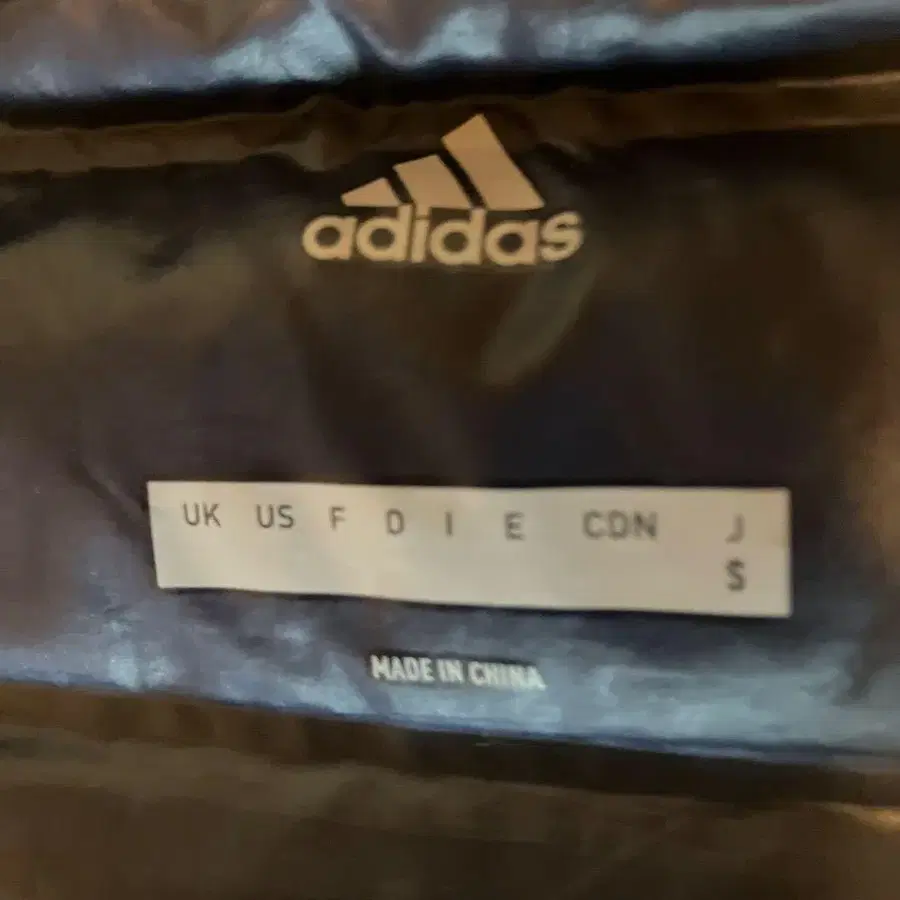 adidas
UK US F D I E CDN J
S
MADE IN CHINA